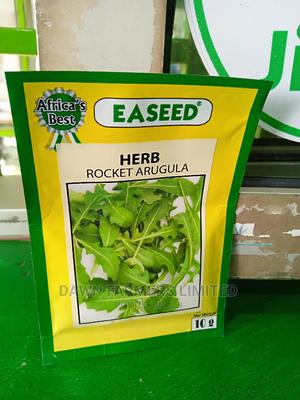 Africa's
Best
EASEED®
HERB
ROCKET ARUGULA
DAWN FARMERS LIMITED
10 g